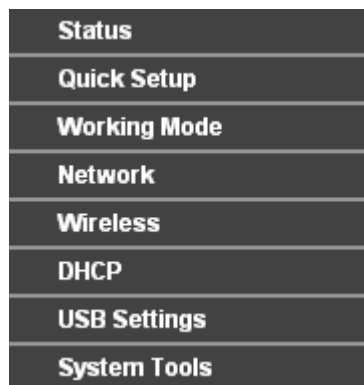 Status
Quick Setup
Working Mode
Network
Wireless
DHCP
USB Settings
System Tools